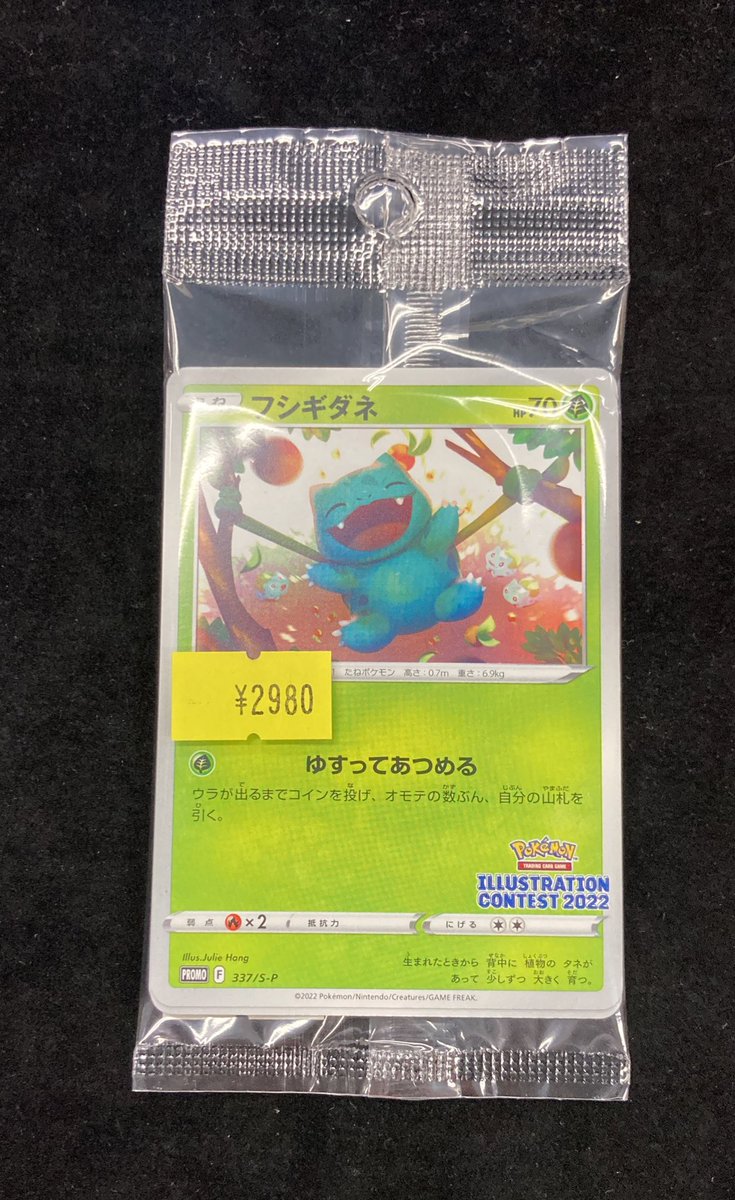 たね フシギダネ HP 70
¥2980
1 たねポケモン 高さ:0.7m 重さ:6.9kg
ゆすってあつめる
ウラが出るまでコインを投げ、オモテの数ぶん、自分の山札を
引く。
POKéMON
TRADING CARD GAME
ILLUSTRATION
CONTEST 2022
弱点 ×2 抵抗力 にげる
Illus.Julie Hang
PROMO F 337/S-P
生まれたときから 背中に 植物の タネが
あって 少しずつ 大きく 育つ。
©2022 Pokémon/Nintendo/Creatures/GAME FREAK.